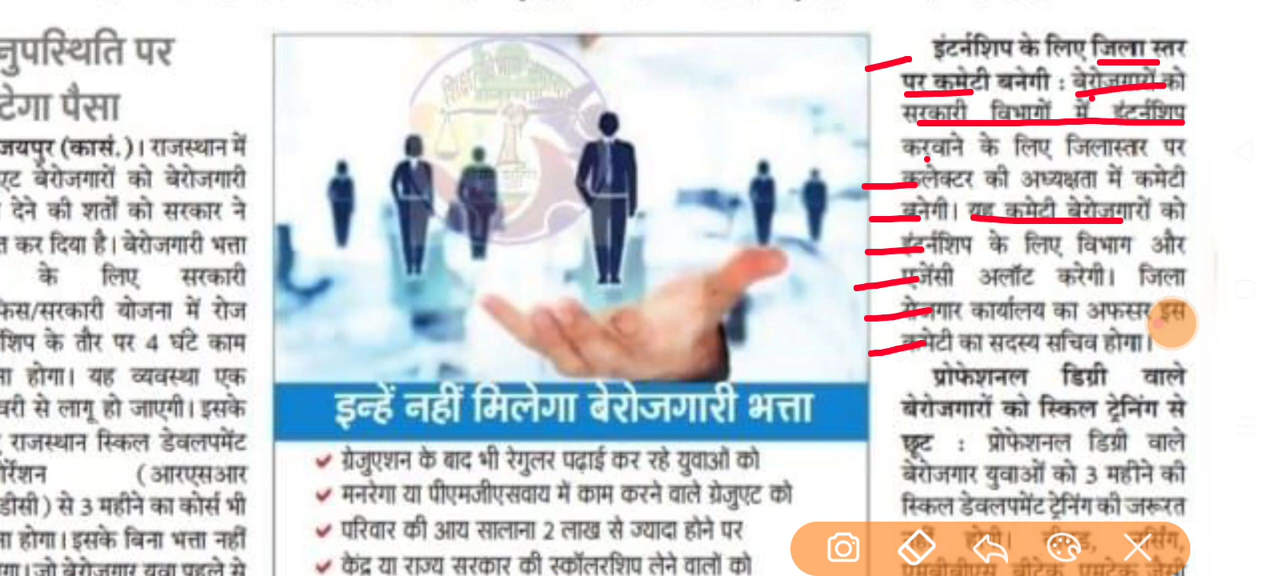 नुपस्थिति पर
टेगा पैसा
जयपुर (कासं.)। राजस्थान में
एट बेरोजगारों को बेरोजगारी
देने की शर्तों को सरकार ने
त कर दिया है। बेरोजगारी भत्ता
के लिए सरकारी
फिस/सरकारी योजना में रोज
शिप के तौर पर 4 घंटे काम
ना होगा। यह व्यवस्था एक
वरी से लागू हो जाएगी। इसके
राजस्थान स्किल डेवलपमेंट
र्पोरेशन (आरएसआर
डीसी) से 3 महीने का कोर्स भी
ना होगा। इसके बिना भत्ता नहीं
गा। जो बेरोजगार युवा पहले से
शिक्षा विभाग
इन्हें नहीं मिलेगा बेरोजगारी भत्ता
ग्रेजुएशन के बाद भी रेगुलर पढ़ाई कर रहे युवाओं को
मनरेगा या पीएमजीएसवाय में काम करने वाले ग्रेजुएट को
परिवार की आय सालाना 2 लाख से ज्यादा होने पर
केंद्र या राज्य सरकार की स्कॉलरशिप लेने वालों को
इंटर्नशिप के लिए जिला स्तर
पर कमेटी बनेगी : बेरोजगारों को
सरकारी विभागों में इंटर्नशिप
करवाने के लिए जिलास्तर पर
कलेक्टर की अध्यक्षता में कमेटी
बनेगी। यह कमेटी बेरोजगारों को
इंटर्नशिप के लिए विभाग और
एजेंसी अलॉट करेगी। जिला
रोजगार कार्यालय का अफसर इस
कमेटी का सदस्य सचिव होगा।
प्रोफेशनल डिग्री वाले
बेरोजगारों को स्किल ट्रेनिंग से
छूट : प्रोफेशनल डिग्री वाले
बेरोजगार युवाओं को 3 महीने की
स्किल डेवलपमेंट ट्रेनिंग की जरूरत
होगी।